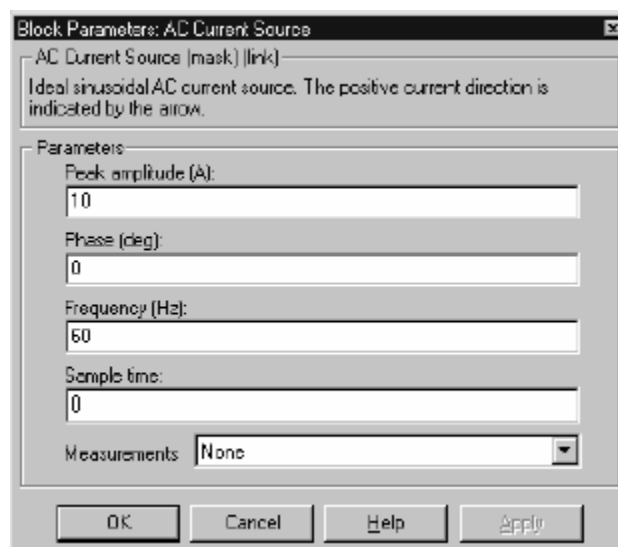 Block Parameters: AC Current Source
AC Current Source (mask) (link)
Ideal sinusoidal AC current source. The positive current direction is
indicated by the arrow.
Parameters
Peak amplitude (A):
10
Phase (deg):
0
Frequency (Hz):
60
Sample time:
0
Measurements None
OK Cancel Help Apply